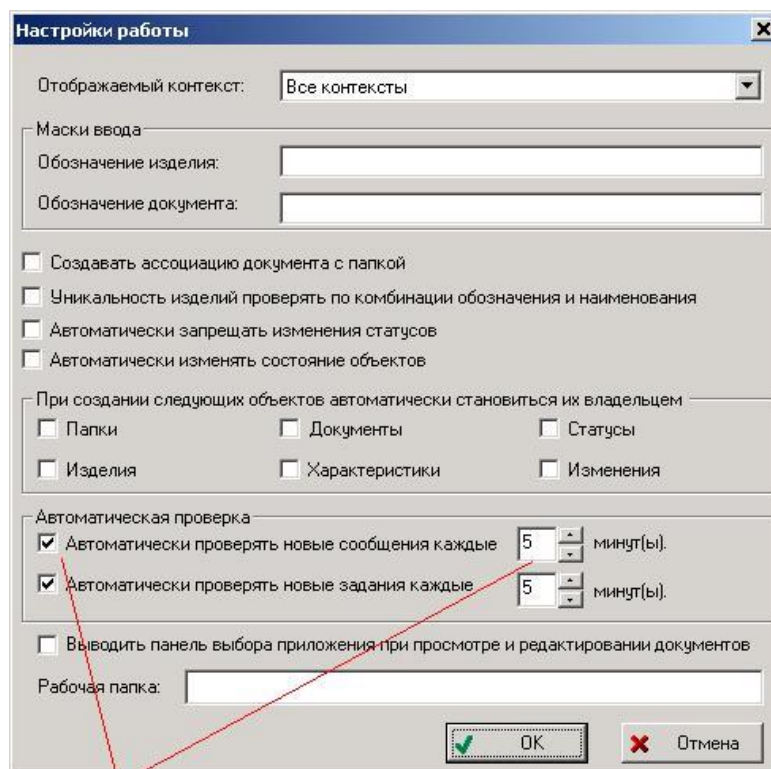 Настройки работы
Отображаемый контекст: Все контексты
Маски ввода
Обозначение изделия:
Обозначение документа:
Создавать ассоциацию документа с папкой
Уникальность изделий проверять по комбинации обозначения и наименования
Автоматически запрещать изменения статусов
Автоматически изменять состояние объектов
При создании следующих объектов автоматически становиться их владельцем
Папки Документы Статусы
Изделия Характеристики Изменения
Автоматическая проверка
Автоматически проверять новые сообщения каждые 5 минут(ы).
Автоматически проверять новые задания каждые 5 минут(ы).
Выводить панель выбора приложения при просмотре и редактировании документов
Рабочая папка:
OK Отмена